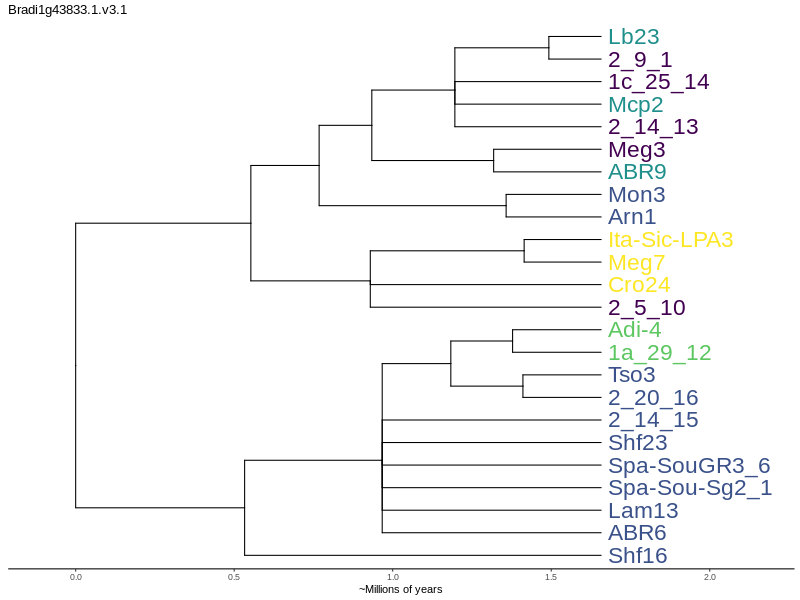 Bradi1g43833.1.v3.1
Lb23
2_9_1
1c_25_14
Mcp2
2_14_13
Meg3
ABR9
Mon3
Arn1
Ita-Sic-LPA3
Meg7
Cro24
2_5_10
Adi-4
1a_29_12
Tso3
2_20_16
2_14_15
Shf23
Spa-SouGR3_6
Spa-Sou-Sg2_1
Lam13
ABR6
Shf16
0.0 0.5 1.0 1.5 2.0
~Millions of years